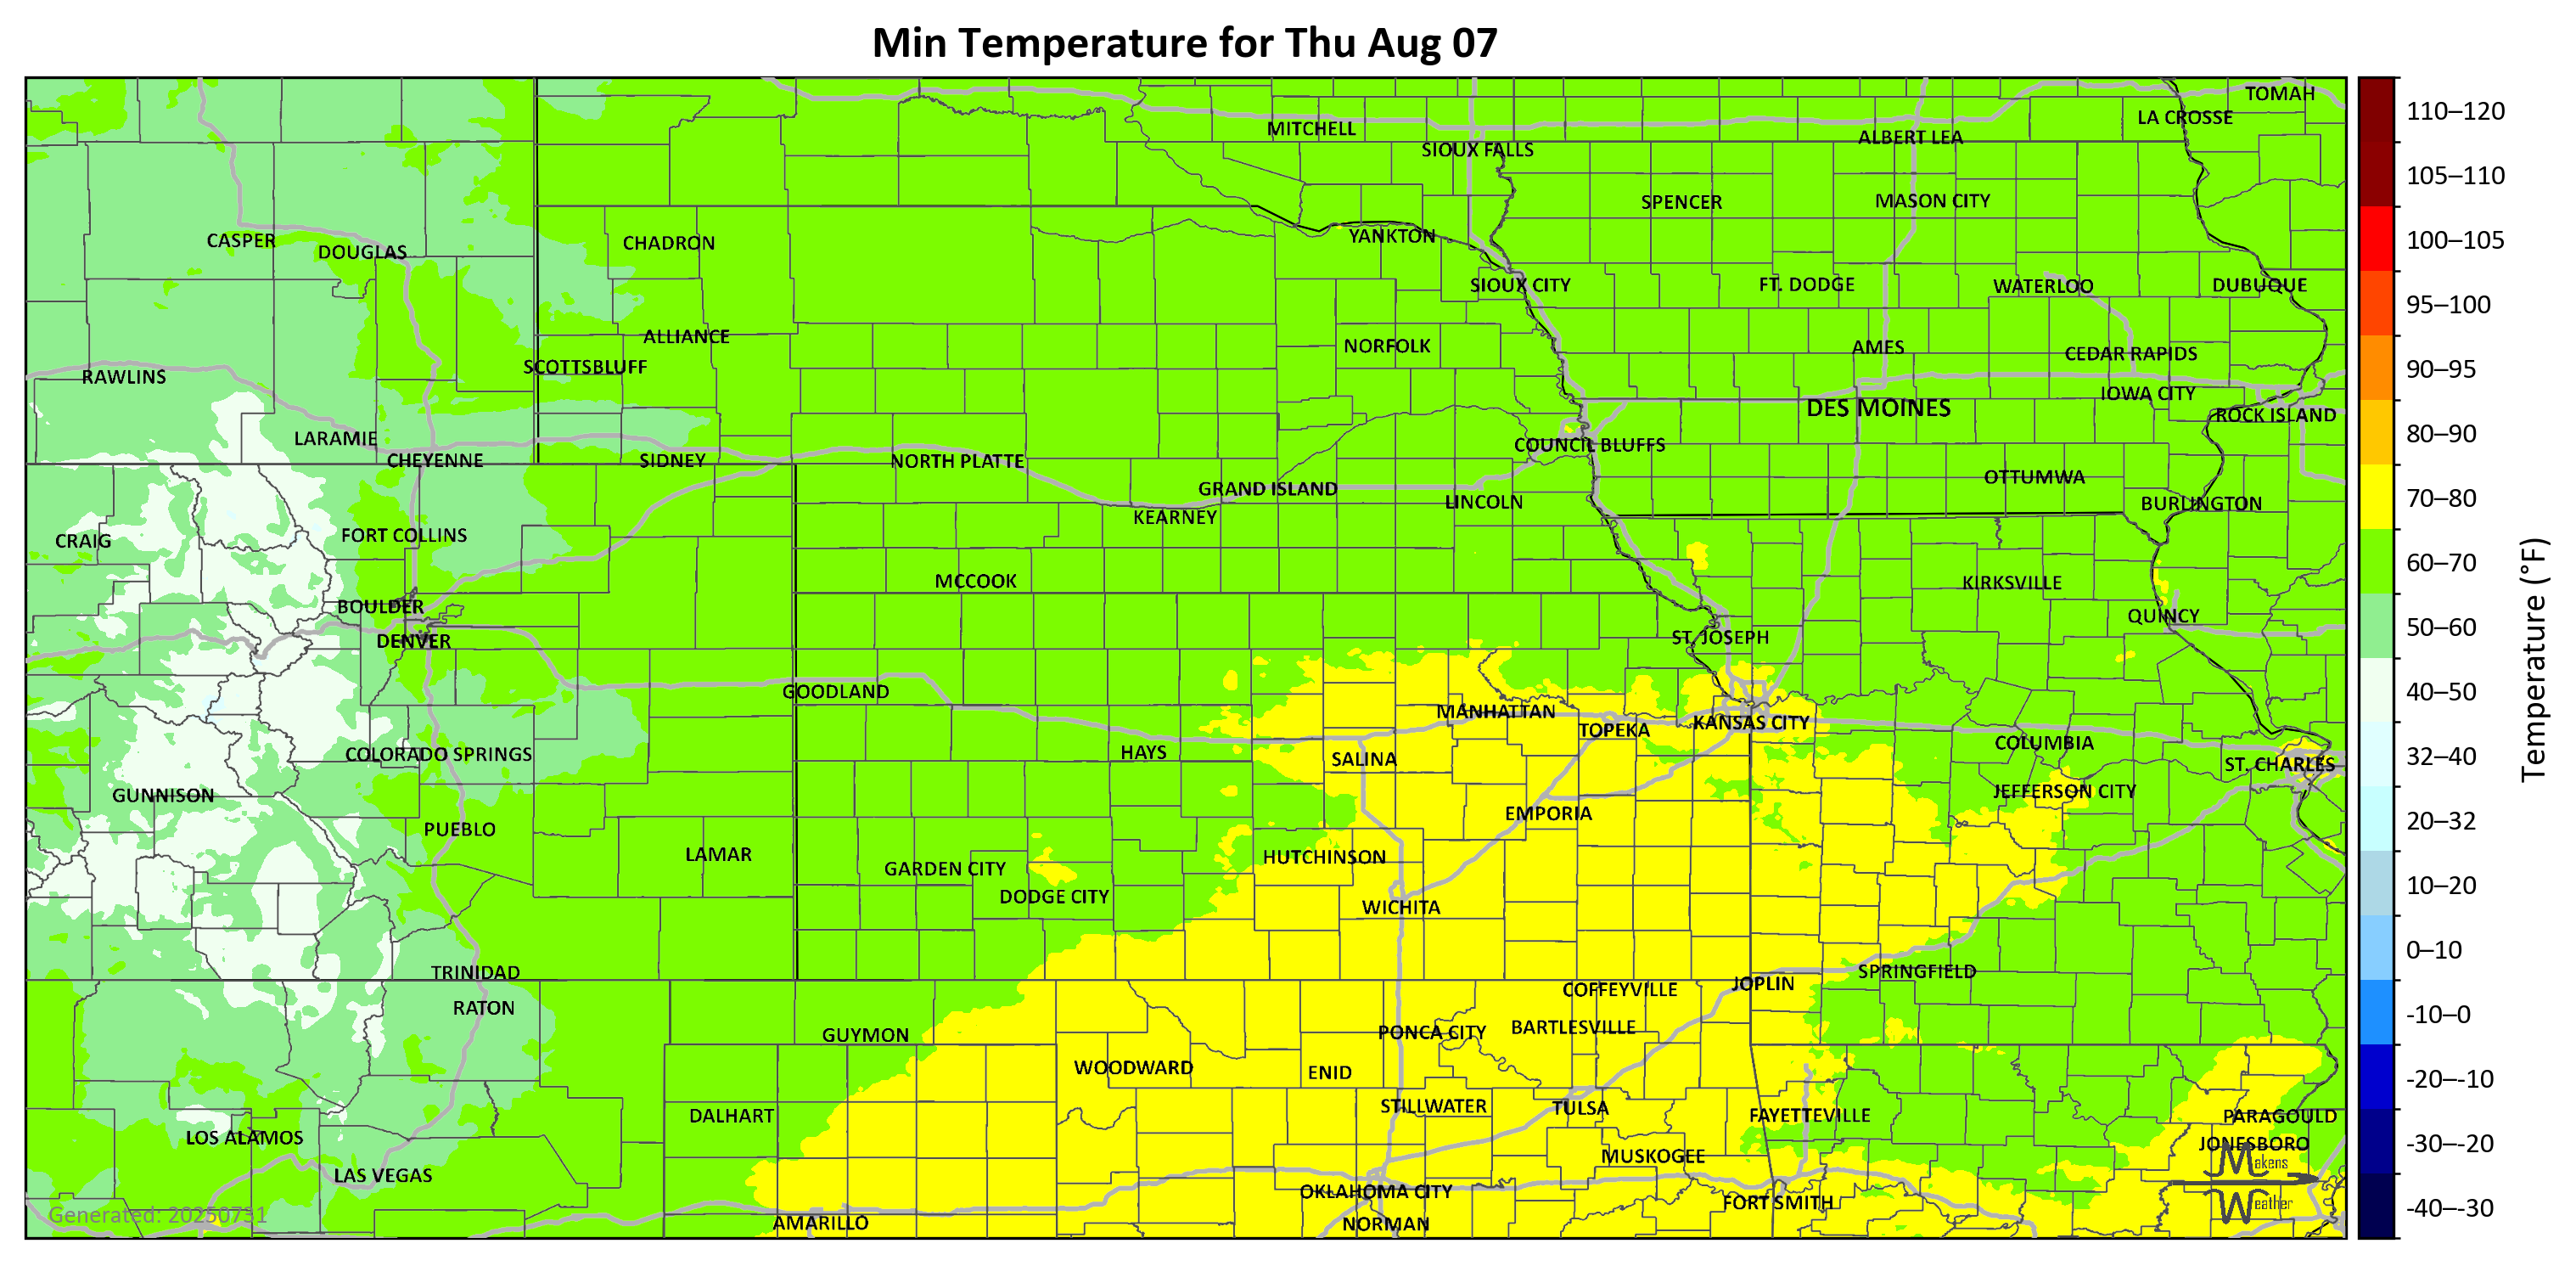 Min Temperature for Thu Aug 07
TOMAH
LA CROSSE
MITCHELL
ALBERT LEA
SIOUX FALLS
SPENCER
MASON CITY
CASPER
DOUGLAS
CHADRON
YANKTON
SIOUX CITY
FT. DODGE
WATERLOO
DUBUQUE
ALLIANCE
NORFOLK
AMES
CEDAR RAPIDS
SCOTTSBLUFF
RAWLINS
IOWA CITY
DES MOINES
ROCK ISLAND
LARAMIE
COUNCIL BLUFFS
CHEYENNE
SIDNEY
NORTH PLATTE
OTTUMWA
GRAND ISLAND
LINCOLN
BURLINGTON
KEARNEY
FORT COLLINS
CRAIG
MCCOOK
KIRKSVILLE
BOULDER
QUINCY
DENVER
ST. JOSEPH
GOODLAND
MANHATTAN
KANSAS CITY
TOPEKA
COLUMBIA
HAYS
COLORADO SPRINGS
SALINA
ST. CHARLES
JEFFERSON CITY
GUNNISON
EMPORIA
PUEBLO
LAMAR
HUTCHINSON
GARDEN CITY
DODGE CITY
WICHITA
TRINIDAD
SPRINGFIELD
JOPLIN
COFFEYVILLE
RATON
BARTLESVILLE
PONCA CITY
GUYMON
WOODWARD
ENID
STILLWATER
TULSA
DALHART
FAYETTEVILLE
PARAGOULD
LOS ALAMOS
JONESBORO
MUSKOGEE
LAS VEGAS
OKLAHOMA CITY
FORT SMITH
AMARILLO
NORMAN
Generated: 20250731
Makens
Weather
110–120
105–110
100–105
95–100
90–95
80–90
70–80
60–70
50–60
40–50
32–40
20–32
10–20
0–10
-10–0
-20–-10
-30–-20
-40–-30
Temperature (°F)